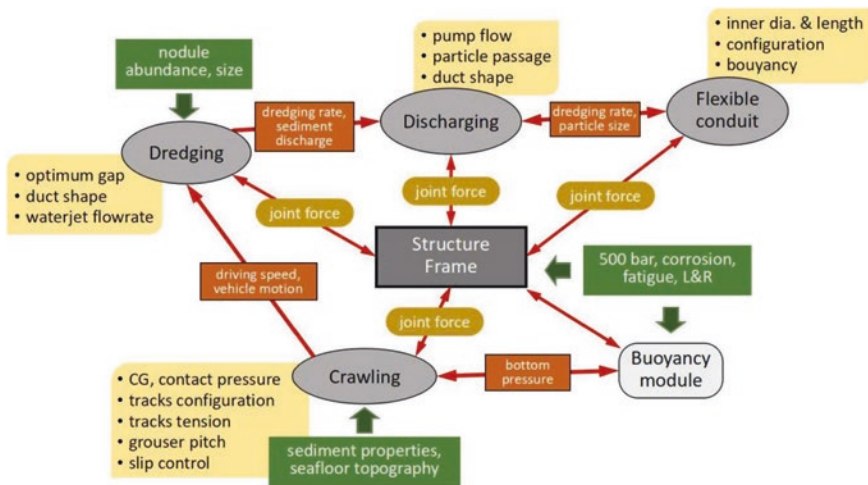 nodule
abundance, size
• pump flow
• particle passage
• duct shape
• inner dia. & length
• configuration
• bouyancy
Dredging
dredging rate,
sediment
discharge
Discharging
dredging rate,
particle size
Flexible
conduit
• optimum gap
• duct shape
• waterjet flowrate
joint force
joint force
joint force
Structure
Frame
500 bar, corrosion,
fatigue, L&R
driving speed,
vehicle motion
joint force
• CG, contact pressure
• tracks configuration
• tracks tension
• grouser pitch
• slip control
Crawling
bottom
pressure
Buoyancy
module
sediment properties,
seafloor topography